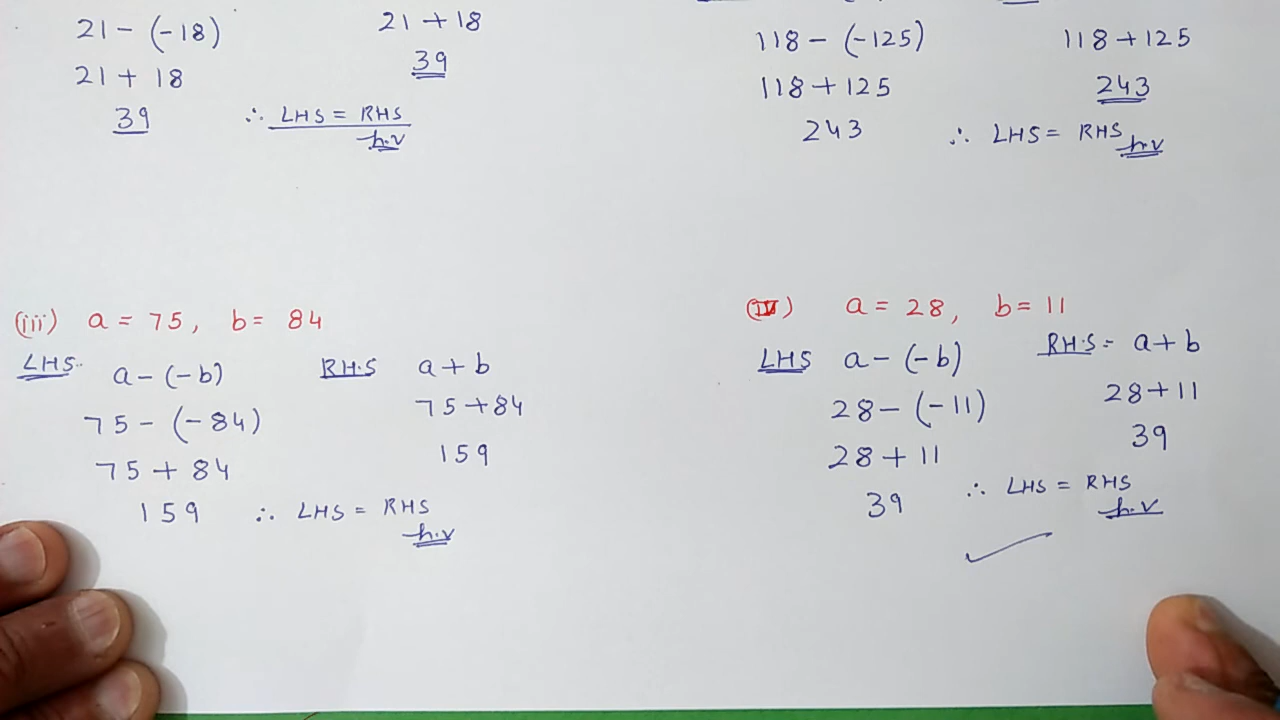 21 - (-18)
21 + 18
39
21 + 18
39
∴ LHS = RHS
h.v
118 - (-125)
118 + 125
243
118 + 125
243
∴ LHS = RHS
h.v
(iii) a = 75, b = 84
LHS.
a - (-b)
75 - (-84)
75 + 84
159
RH.S a + b
75 + 84
159
∴ LHS = RHS
h.v
(IV) a = 28, b = 11
LHS a - (-b)
28 - (-11)
28 + 11
39
RH.S = a + b
28 + 11
39
∴ LHS = RHS
h.v